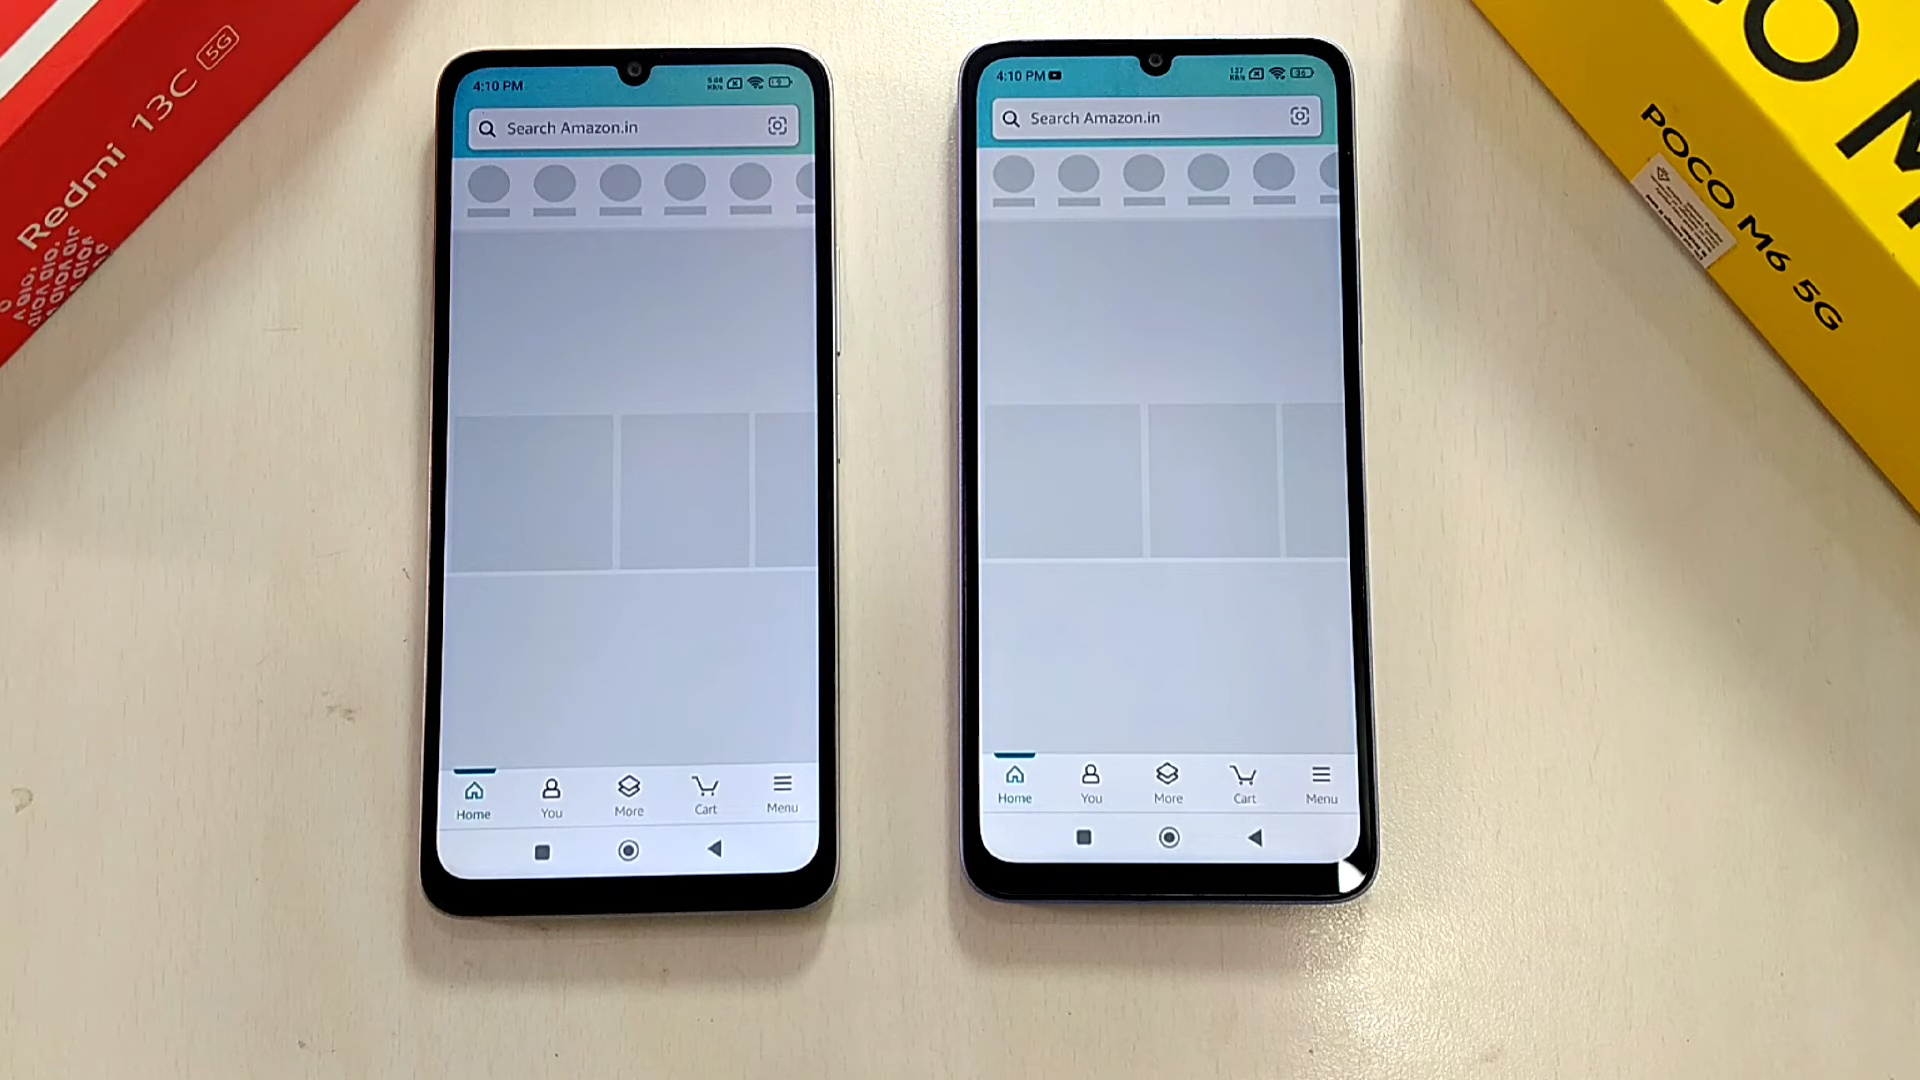 Redmi 13C 5G
4:10 PM
Search Amazon.in
Home
You
More
Cart
Menu
4:10 PM
Search Amazon.in
Home
You
More
Cart
Menu
POCO M6 5G